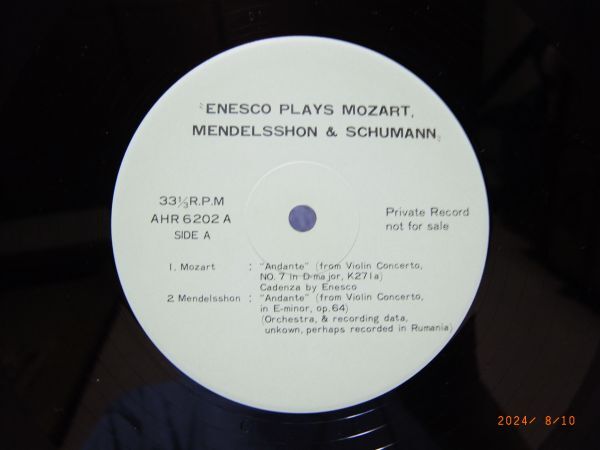 "ENESCO PLAYS MOZART,
MENDELSSHON & SCHUMANN"
33⅓R.P.M
AHR 6202 A
SIDE A
Private Record
not for sale
1. Mozart : "Andante" (from Violin Concerto,
NO. 7 in D-major, K271a)
Cadenza by Enesco
2. Mendelsshon : "Andante" (from Violin Concerto,
in E-minor, op.64)
(Orchestra, & recording data,
unkown, perhaps recorded in Rumania)
2024/ 8/10